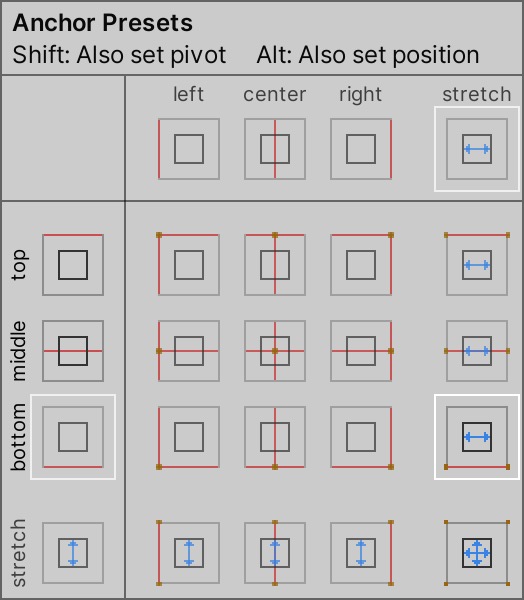 Anchor Presets
Shift: Also set pivot Alt: Also set position
left center right stretch
top
middle
bottom
stretch